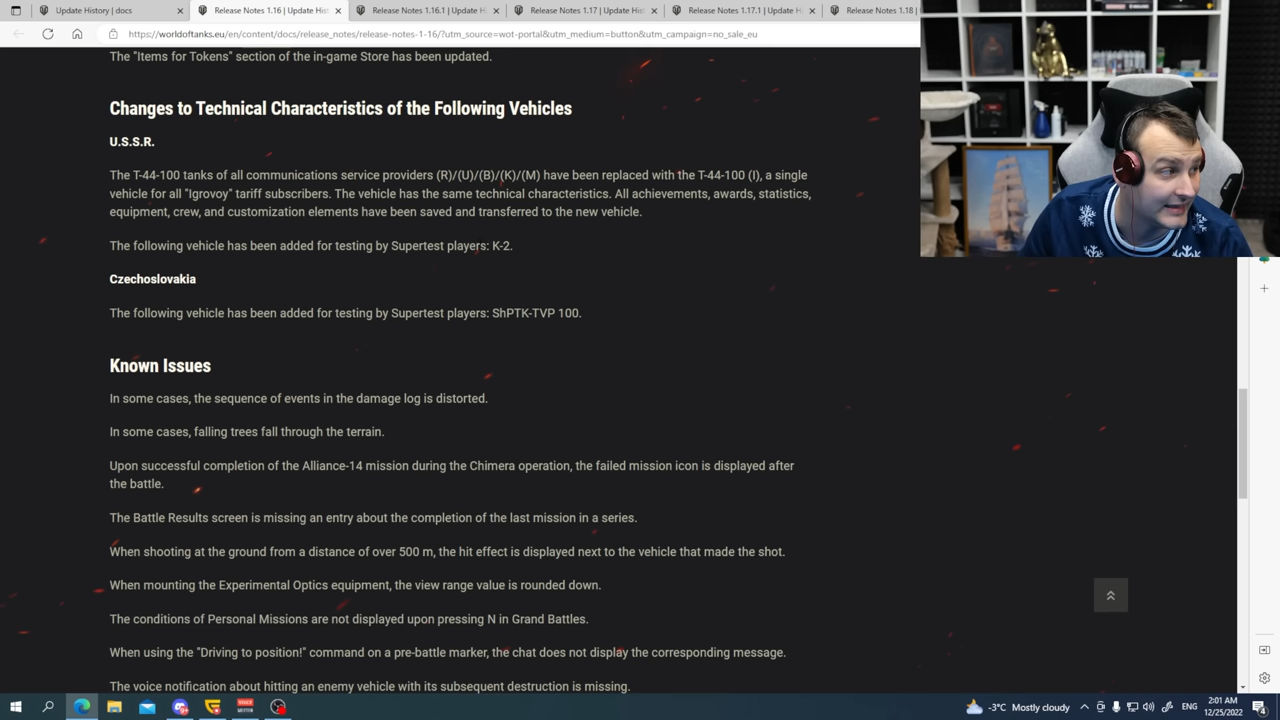 Update History | docs
Release Notes 1.16 | Update His
Release Notes 1.16.1 | Update H
Release Notes 1.17 | Update Hist
Release Notes 1.17.1 | Update H
Release Notes 1.18 |
https://worldoftanks.eu/en/content/docs/release_notes/release-notes-1-16/?utm_source=wot-portal&utm_medium=button&utm_campaign=no_sale_eu
The "Items for Tokens" section of the in-game Store has been updated.
Changes to Technical Characteristics of the Following Vehicles
U.S.S.R.
The T-44-100 tanks of all communications service providers (R)/(U)/(B)/(K)/(M) have been replaced with the T-44-100 (I), a single
vehicle for all "Igrovoy" tariff subscribers. The vehicle has the same technical characteristics. All achievements, awards, statistics,
equipment, crew, and customization elements have been saved and transferred to the new vehicle.
The following vehicle has been added for testing by Supertest players: K-2.
Czechoslovakia
The following vehicle has been added for testing by Supertest players: ShPTK-TVP 100.
Known Issues
In some cases, the sequence of events in the damage log is distorted.
In some cases, falling trees fall through the terrain.
Upon successful completion of the Alliance-14 mission during the Chimera operation, the failed mission icon is displayed after
the battle.
The Battle Results screen is missing an entry about the completion of the last mission in a series.
When shooting at the ground from a distance of over 500 m, the hit effect is displayed next to the vehicle that made the shot.
When mounting the Experimental Optics equipment, the view range value is rounded down.
The conditions of Personal Missions are not displayed upon pressing N in Grand Battles.
When using the "Driving to position!" command on a pre-battle marker, the chat does not display the corresponding message.
The voice notification about hitting an enemy vehicle with its subsequent destruction is missing.
-3°C Mostly cloudy
ENG
2:01 AM
12/25/2022
4